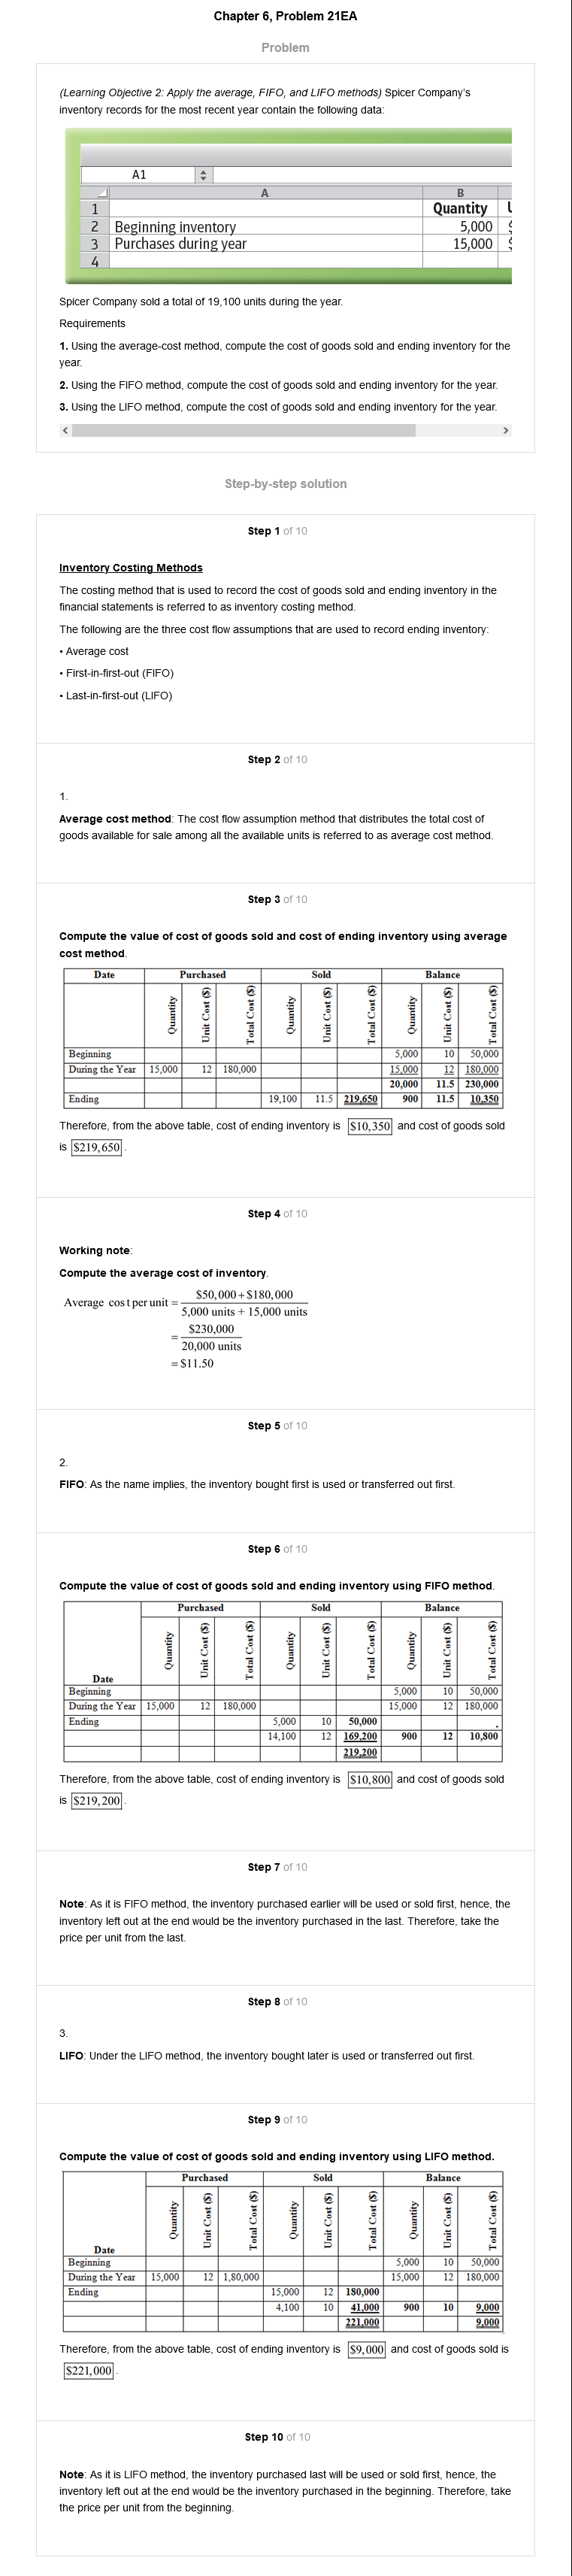 Chapter 6, Problem 21EA
Problem
(Learning Objective 2: Apply the average, FIFO, and LIFO methods) Spicer Company's
inventory records for the most recent year contain the following data:
A1
A B
1 Quantity
2 Beginning inventory 5,000
3 Purchases during year 15,000
4
Spicer Company sold a total of 19,100 units during the year.
Requirements
1. Using the average-cost method, compute the cost of goods sold and ending inventory for the
year.
2. Using the FIFO method, compute the cost of goods sold and ending inventory for the year.
3. Using the LIFO method, compute the cost of goods sold and ending inventory for the year.
Step-by-step solution
Step 1 of 10
Inventory Costing Methods
The costing method that is used to record the cost of goods sold and ending inventory in the
financial statements is referred to as inventory costing method.
The following are the three cost flow assumptions that are used to record ending inventory:
• Average cost
• First-in-first-out (FIFO)
• Last-in-first-out (LIFO)
Step 2 of 10
1.
Average cost method: The cost flow assumption method that distributes the total cost of
goods available for sale among all the available units is referred to as average cost method.
Step 3 of 10
Compute the value of cost of goods sold and cost of ending inventory using average
cost method.
Date Purchased Sold Balance
Quantity Unit Cost ($) Total Cost ($) Quantity Unit Cost ($) Total Cost ($) Quantity Unit Cost ($) Total Cost ($)
Beginning 5,000 10 50,000
During the Year 15,000 12 180,000 15,000 12 180,000
20,000 11.5 230,000
Ending 19,100 11.5 219,650 900 11.5 10,350
Therefore, from the above table, cost of ending inventory is $10,350 and cost of goods sold
is $219,650.
Step 4 of 10
Working note:
Compute the average cost of inventory.
Average cost per unit = $50,000 + $180,000
5,000 units + 15,000 units
= $230,000
20,000 units
= $11.50
Step 5 of 10
2.
FIFO: As the name implies, the inventory bought first is used or transferred out first.
Step 6 of 10
Compute the value of cost of goods sold and ending inventory using FIFO method.
Purchased Sold Balance
Date Quantity Unit Cost ($) Total Cost ($) Quantity Unit Cost ($) Total Cost ($) Quantity Unit Cost ($) Total Cost ($)
Beginning 5,000 10 50,000
During the Year 15,000 12 180,000 15,000 12 180,000
Ending 5,000 10 50,000
14,100 12 169,200 900 12 10,800
219,200
Therefore, from the above table, cost of ending inventory is $10,800 and cost of goods sold
is $219,200.
Step 7 of 10
Note: As it is FIFO method, the inventory purchased earlier will be used or sold first, hence, the
inventory left out at the end would be the inventory purchased in the last. Therefore, take the
price per unit from the last.
Step 8 of 10
3.
LIFO: Under the LIFO method, the inventory bought later is used or transferred out first.
Step 9 of 10
Compute the value of cost of goods sold and ending inventory using LIFO method.
Purchased Sold Balance
Date Quantity Unit Cost ($) Total Cost ($) Quantity Unit Cost ($) Total Cost ($) Quantity Unit Cost ($) Total Cost ($)
Beginning 5,000 10 50,000
During the Year 15,000 12 1,80,000 15,000 12 180,000
Ending 15,000 12 180,000
4,100 10 41,000 900 10 9,000
221,000 9,000
Therefore, from the above table, cost of ending inventory is $9,000 and cost of goods sold is
$221,000.
Step 10 of 10
Note: As it is LIFO method, the inventory purchased last will be used or sold first, hence, the
inventory left out at the end would be the inventory purchased in the beginning. Therefore, take
the price per unit from the beginning.